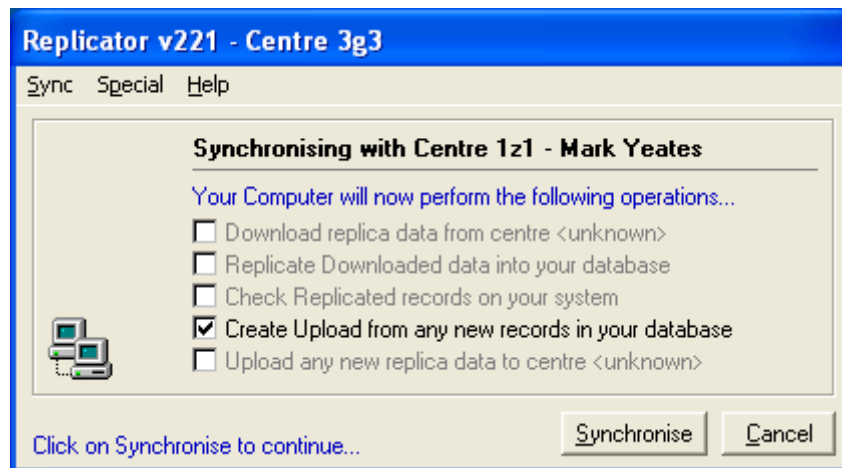 Replicator v221 - Centre 3g3
Sync Special Help
Synchronising with Centre 1z1 - Mark Yeates
Your Computer will now perform the following operations...
Download replica data from centre <unknown>
Replicate Downloaded data into your database
Check Replicated records on your system
Create Upload from any new records in your database
Upload any new replica data to centre <unknown>
Click on Synchronise to continue...
Synchronise
Cancel